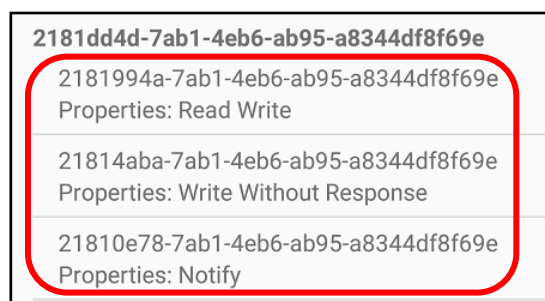 2181dd4d-7ab1-4eb6-ab95-a8344df8f69e
2181994a-7ab1-4eb6-ab95-a8344df8f69e
Properties: Read Write
21814aba-7ab1-4eb6-ab95-a8344df8f69e
Properties: Write Without Response
21810e78-7ab1-4eb6-ab95-a8344df8f69e
Properties: Notify